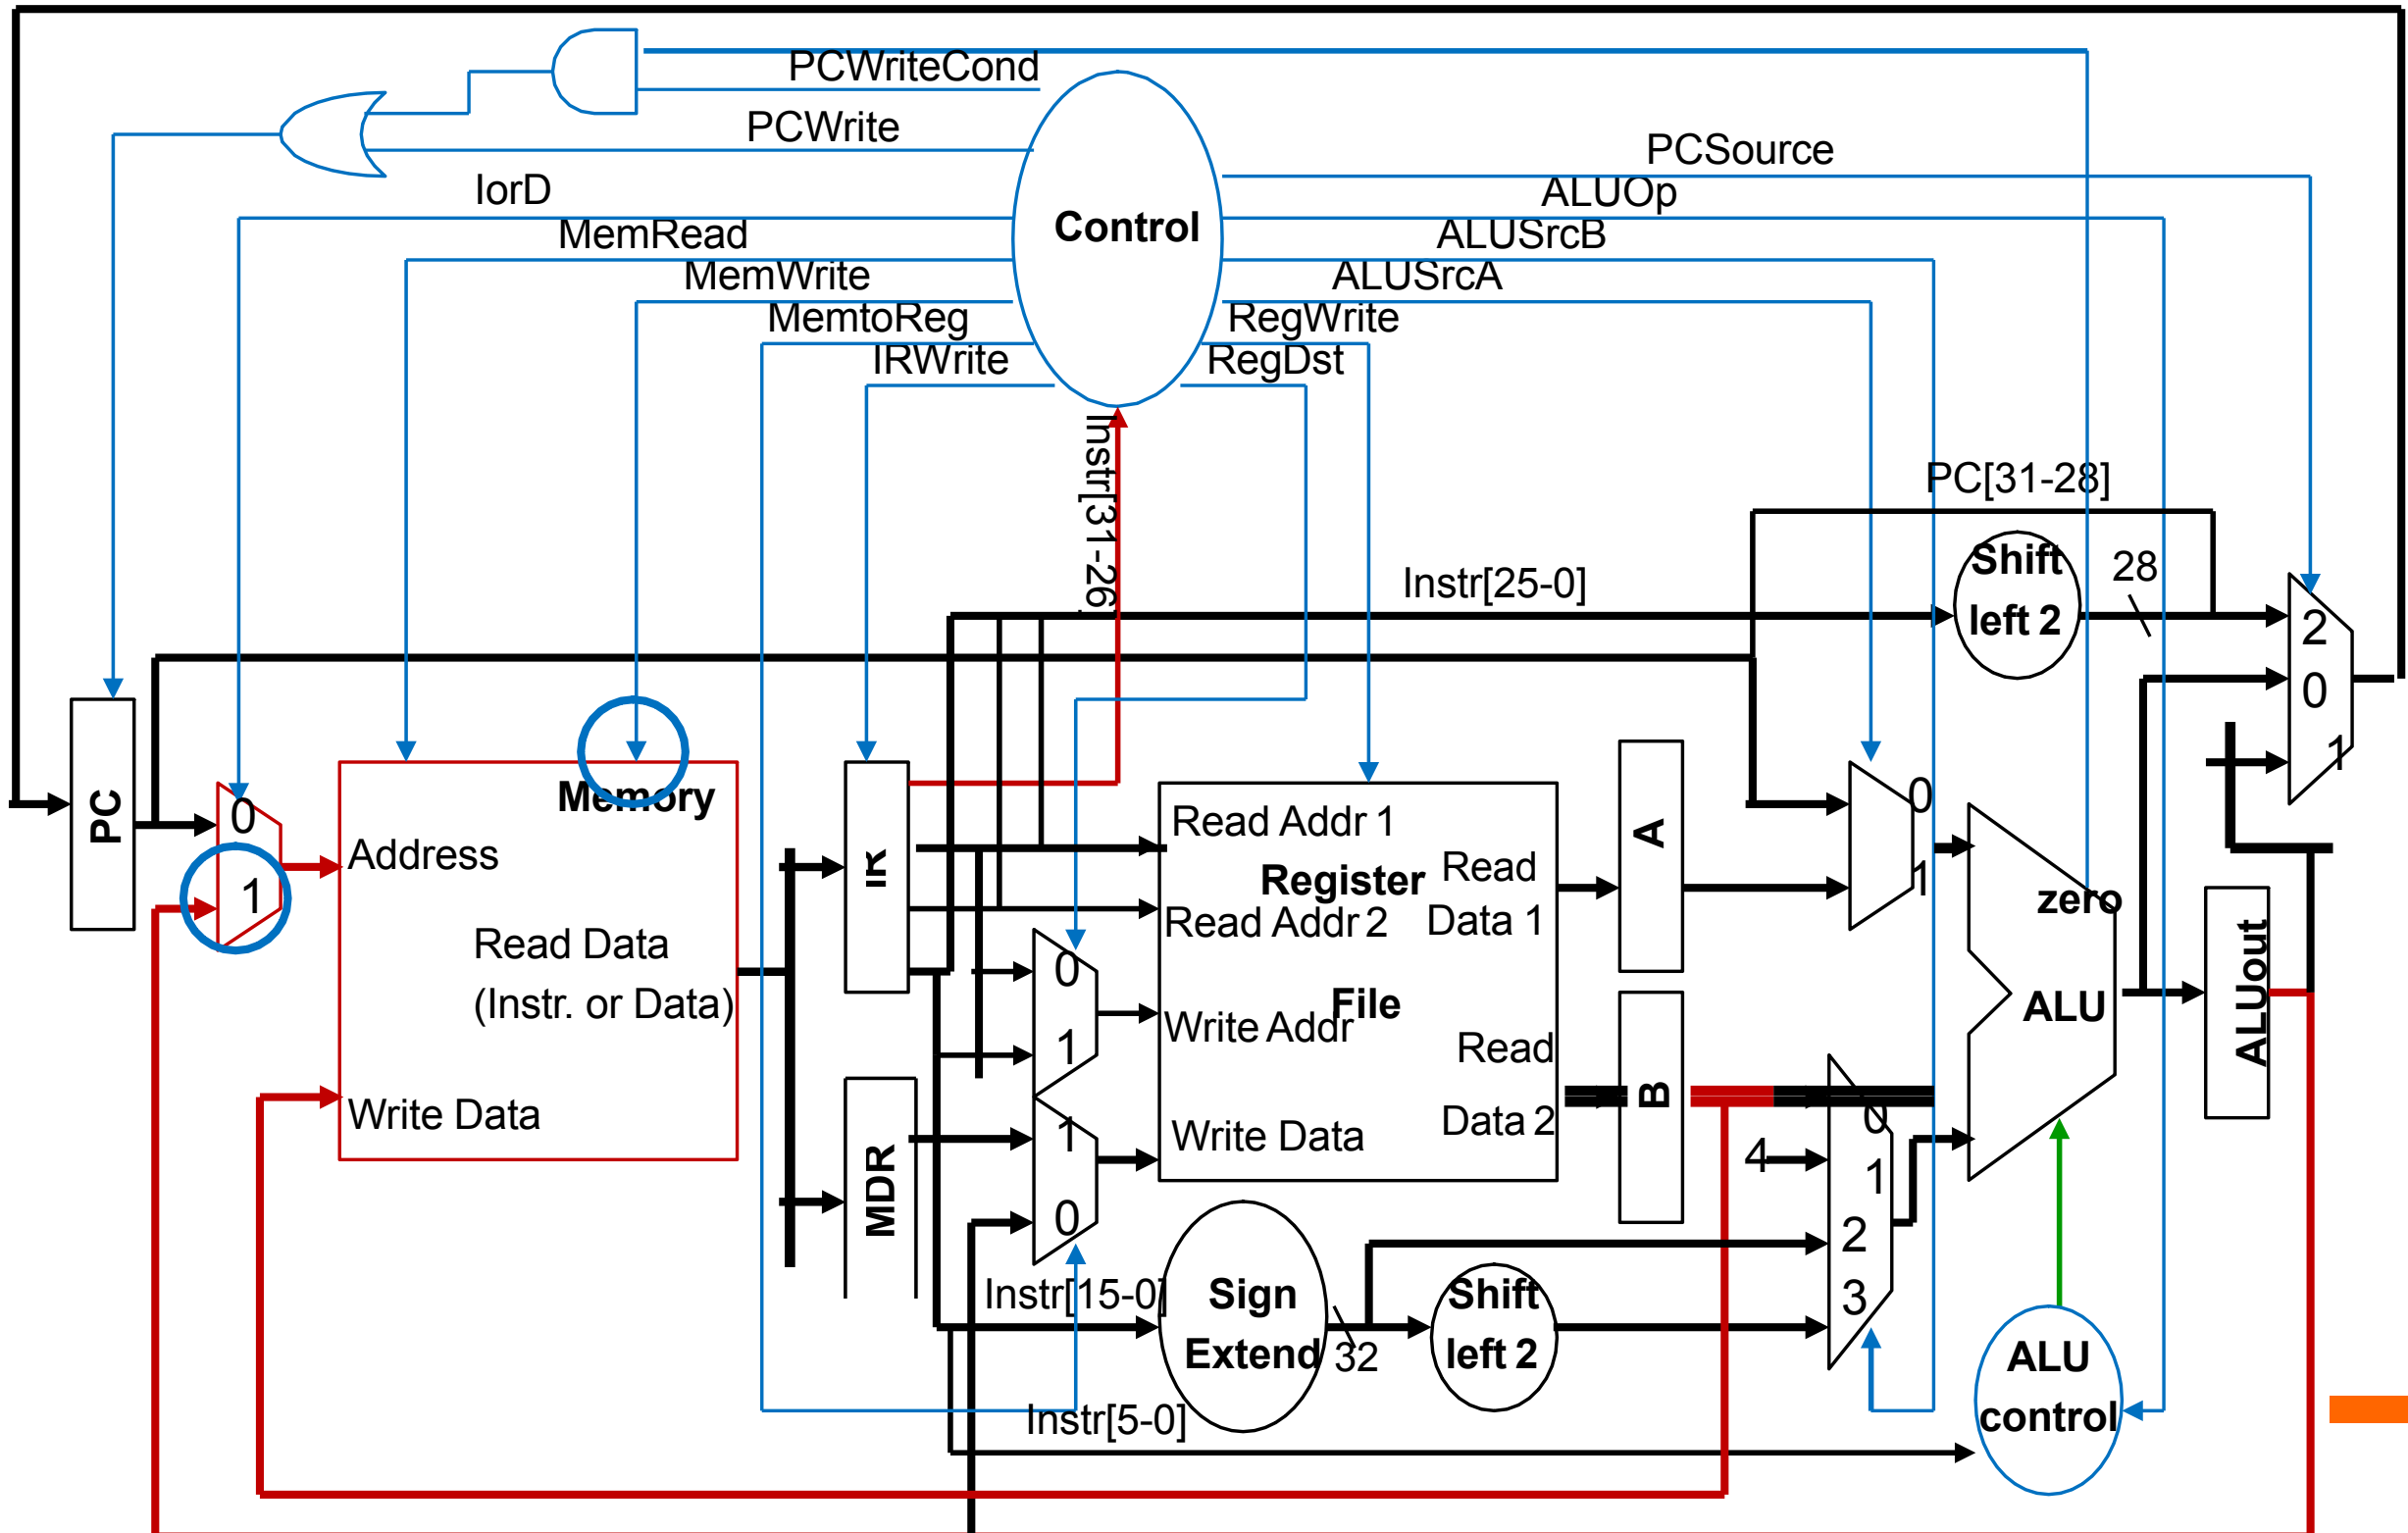 PCWriteCond
PCWrite
PCSource
IorD
ALUOp
Control
MemRead
ALUSrcB
MemWrite
ALUSrcA
MemtoReg
RegWrite
IRWrite
RegDst
Instr[31-26]
PC[31-28]
Instr[25-0]
Shift
left 2
28
2
0
1
PC
0
1
Memory
Address
Read Data
(Instr. or Data)
Write Data
IR
MDR
Read Addr 1
Register
Read
Data 1
Read Addr 2
File
Write Addr
Read
Data 2
Write Data
0
1
1
0
A
B
0
1
zero
ALU
ALUout
4
0
1
2
3
Instr[15-0]
Sign
Extend
32
Shift
left 2
Instr[5-0]
ALU
control